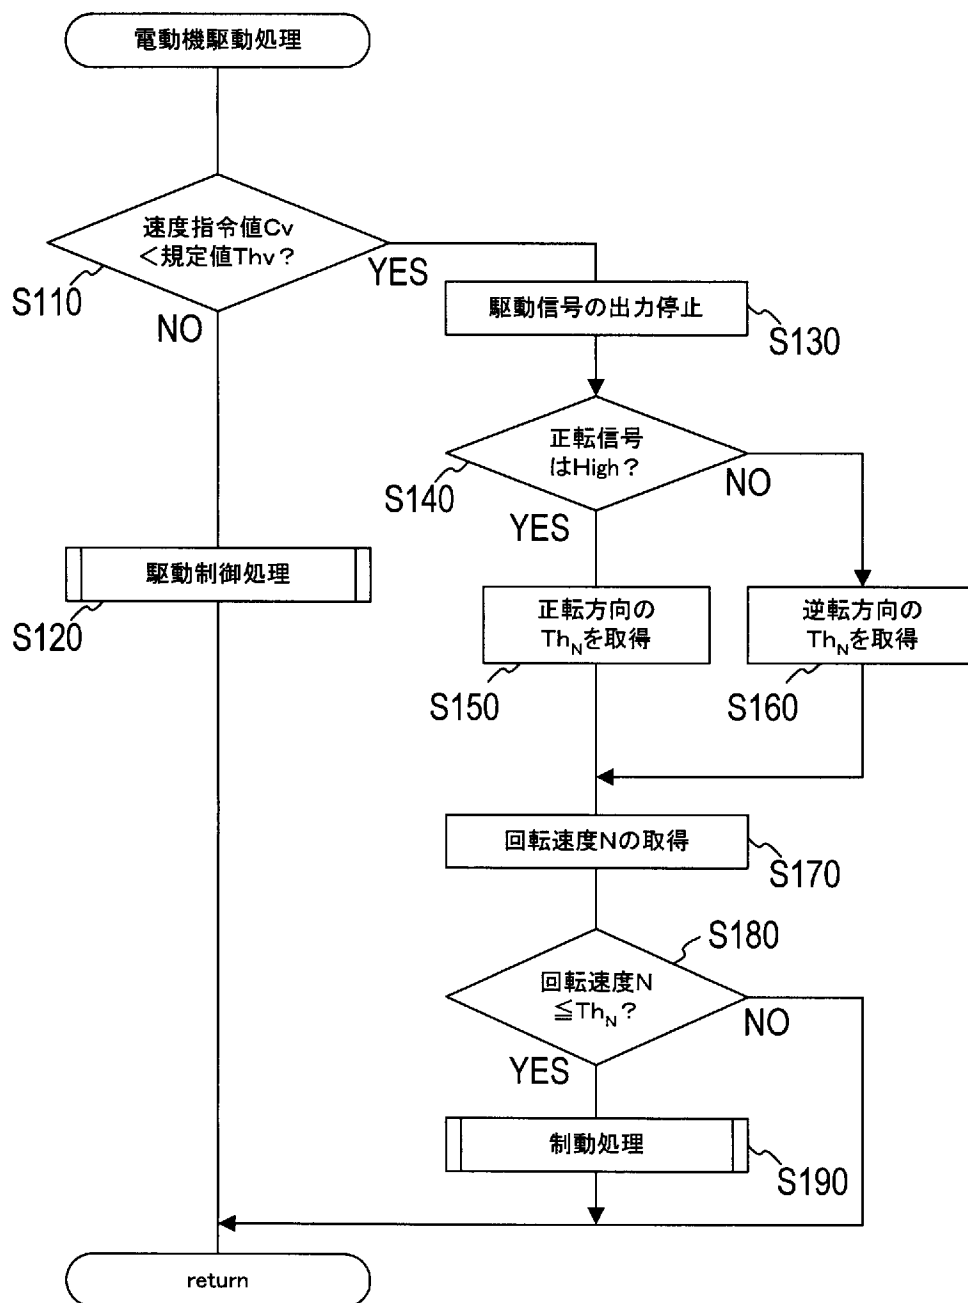 電動機駆動処理
速度指令値Cv
＜規定値Thv？
S110
YES
NO
駆動信号の出力停止
S130
正転信号
はHigh？
S140
NO
YES
駆動制御処理
S120
正転方向の
ThNを取得
S150
逆転方向の
ThNを取得
S160
回転速度Nの取得
S170
S180
回転速度N
≦ThN？
NO
YES
制動処理
S190
return